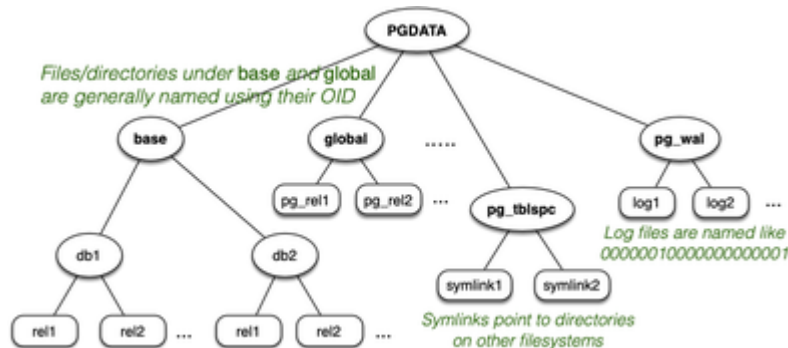 PGDATA
Files/directories under base and global
are generally named using their OID
base
global
.....
pg_wal
pg_rel1
pg_rel2
...
pg_tblspc
log1
log2
...
Log files are named like
000000100000000000001
db1
db2
symlink1
symlink2
Symlinks point to directories
on other filesystems
rel1
rel2
...
rel1
rel2
...